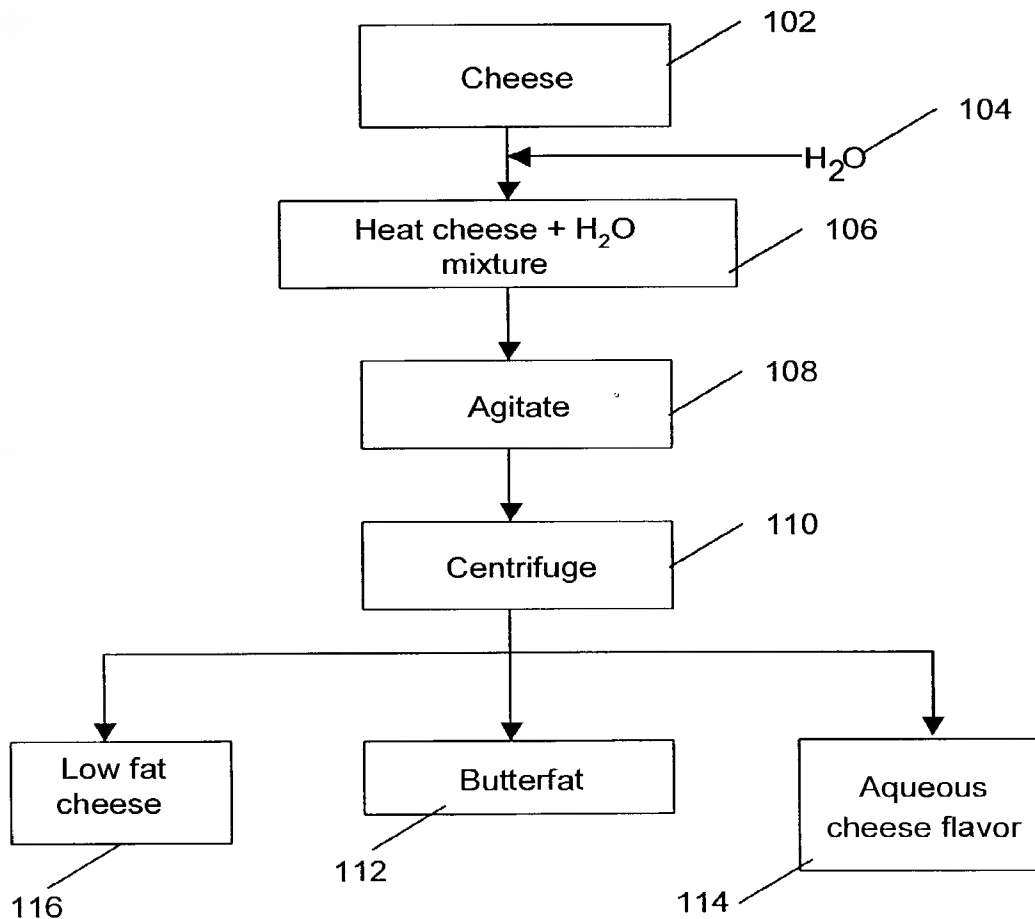 102
Cheese
104
H₂O
Heat cheese + H₂O
mixture
106
108
Agitate
110
Centrifuge
Low fat
cheese
Butterfat
Aqueous
cheese flavor
116
112
114